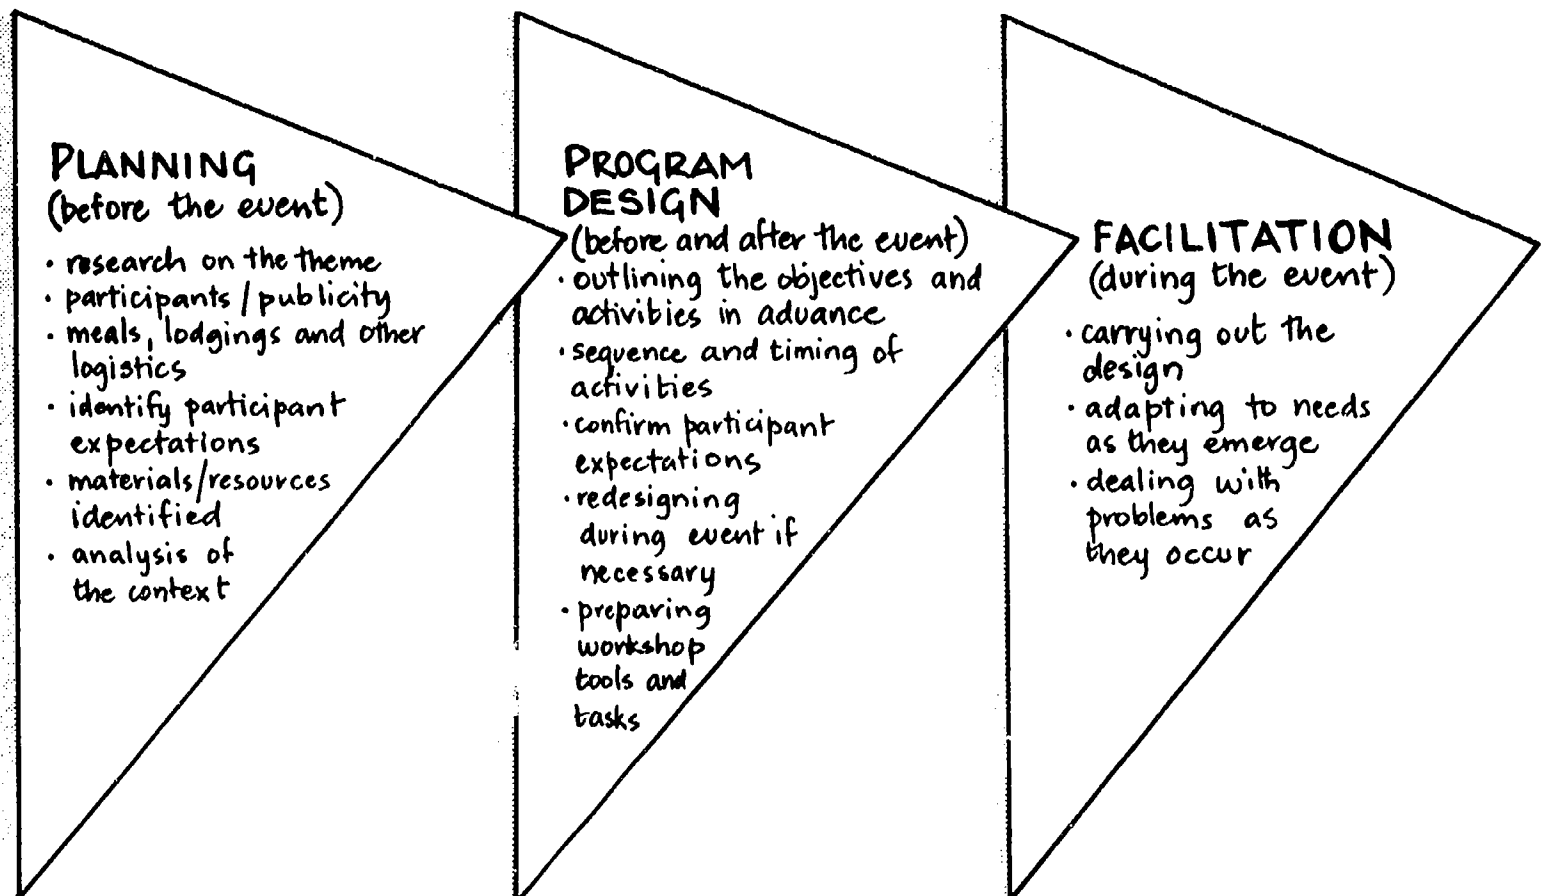 PLANNING
(before the event)
• research on the theme
• participants / publicity
• meals, lodgings and other
logistics
• identify participant
expectations
• materials/resources
identified
• analysis of
the context
PROGRAM
DESIGN
(before and after the event)
• outlining the objectives and
activities in advance
• sequence and timing of
activities
• confirm participant
expectations
• redesigning
during event if
necessary
• preparing
workshop
tools and
tasks
FACILITATION
(during the event)
• carrying out the
design
• adapting to needs
as they emerge
• dealing with
problems as
they occur